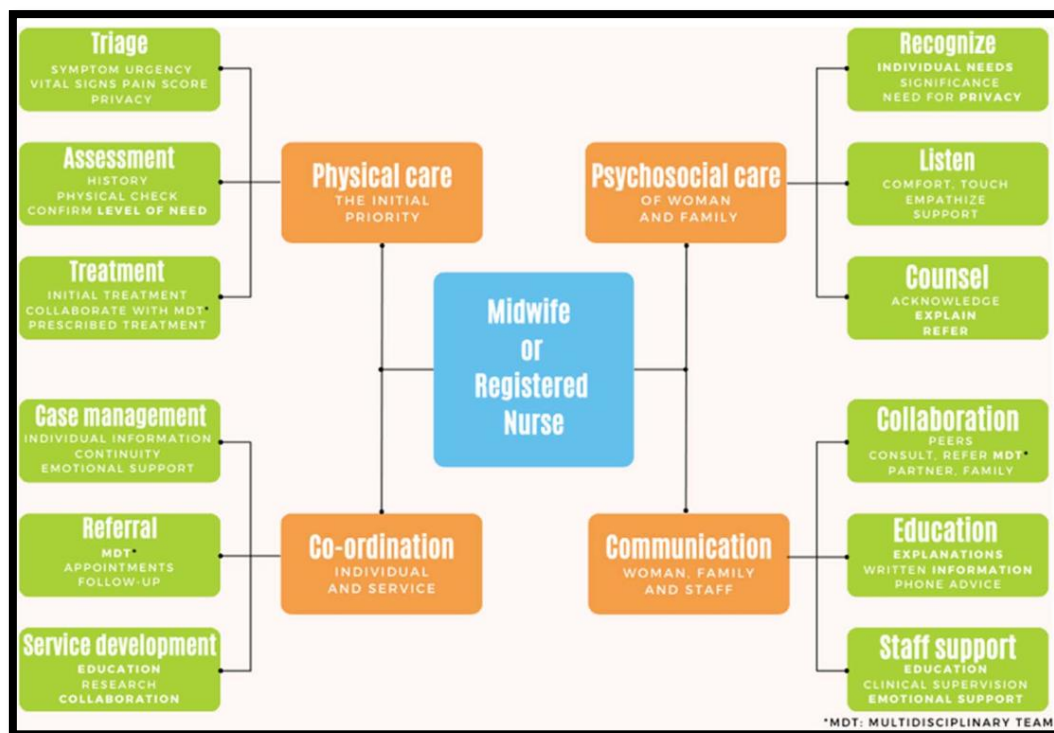 Triage
SYMPTOM URGENCY
VITAL SIGNS PAIN SCORE
PRIVACY
Assessment
HISTORY
PHYSICAL CHECK
CONFIRM LEVEL OF NEED
Treatment
INITIAL TREATMENT
COLLABORATE WITH MDT*
PRESCRIBED TREATMENT
Physical care
THE INITIAL
PRIORITY
Psychosocial care
OF WOMAN
AND FAMILY
Recognize
INDIVIDUAL NEEDS
SIGNIFICANCE
NEED FOR PRIVACY
Listen
COMFORT, TOUCH
EMPATHIZE
SUPPORT
Counsel
ACKNOWLEDGE
EXPLAIN
REFER
Midwife
or
Registered
Nurse
Case management
INDIVIDUAL INFORMATION
CONTINUITY
EMOTIONAL SUPPORT
Referral
MDT*
APPOINTMENTS
FOLLOW-UP
Service development
EDUCATION
RESEARCH
COLLABORATION
Co-ordination
INDIVIDUAL
AND SERVICE
Communication
WOMAN, FAMILY
AND STAFF
Collaboration
PEERS
CONSULT, REFER MDT*
PARTNER, FAMILY
Education
EXPLANATIONS
WRITTEN INFORMATION
PHONE ADVICE
Staff support
EDUCATION
CLINICAL SUPERVISION
EMOTIONAL SUPPORT
*MDT: MULTIDISCIPLINARY TEAM